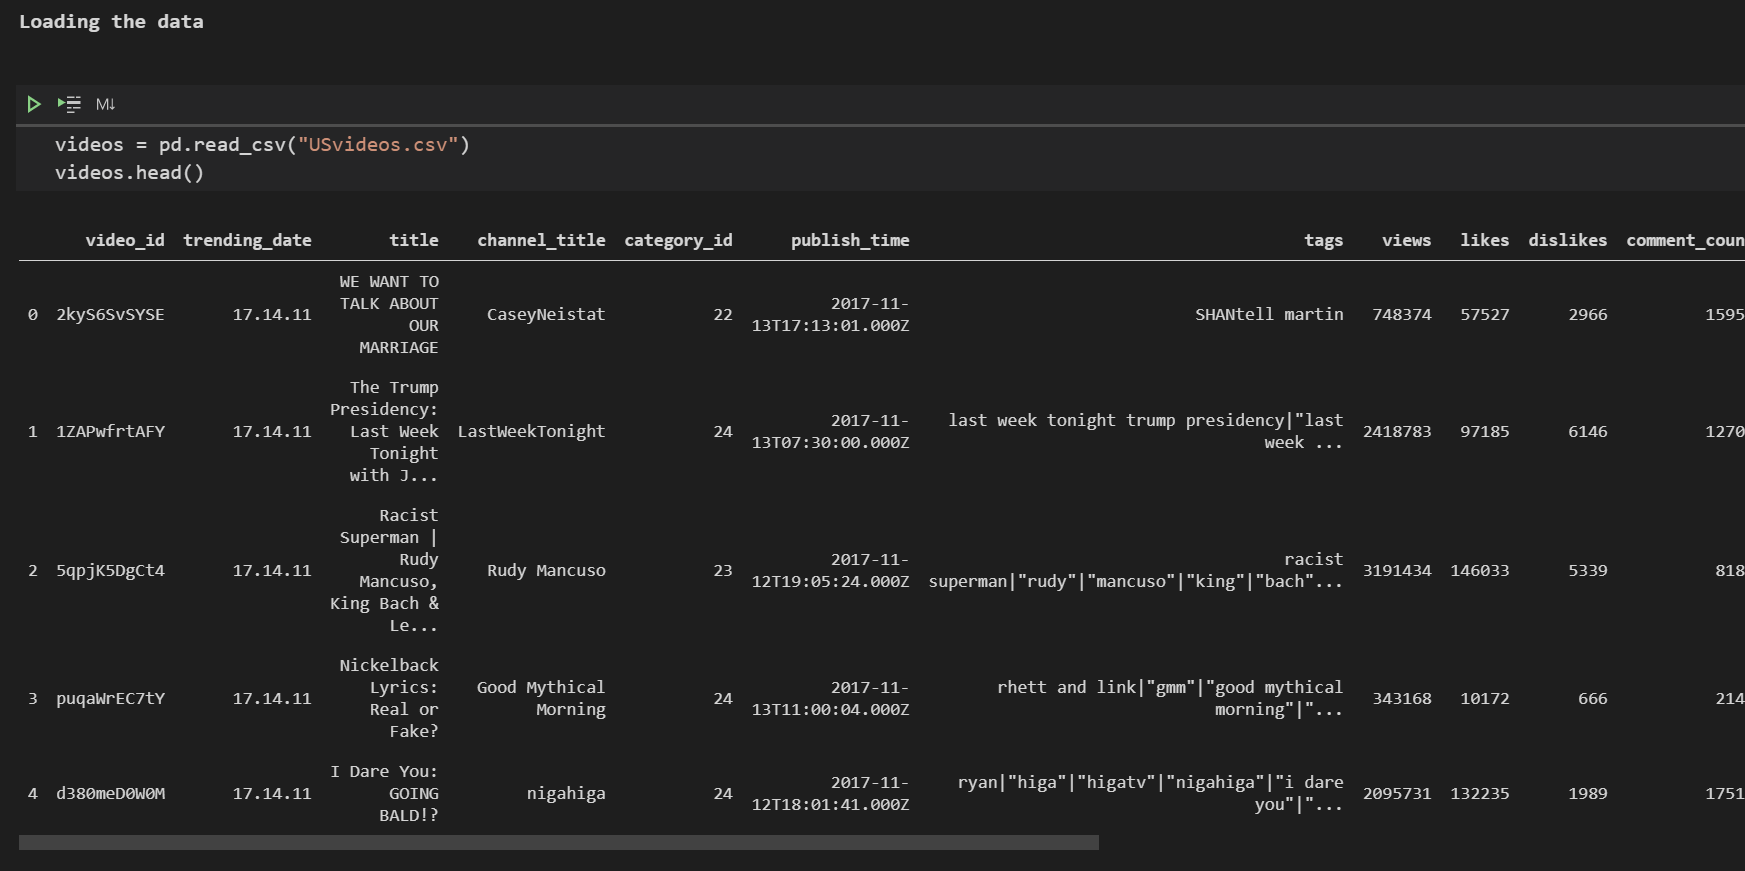 Loading the data
M↓
videos = pd.read_csv("USvideos.csv")
videos.head()
video_id trending_date title channel_title category_id publish_time tags views likes dislikes comment_coun
WE WANT TO
TALK ABOUT
OUR
MARRIAGE
0 2kyS6SvSYSE 17.14.11 CaseyNeistat 22 2017-11-
13T17:13:01.000Z SHANtell martin 748374 57527 2966 1595
The Trump
Presidency:
Last Week
Tonight
with J...
1 1ZAPwfrtAFY 17.14.11 LastWeekTonight 24 2017-11-
13T07:30:00.000Z last week tonight trump presidency|"last
week ... 2418783 97185 6146 1270
Racist
Superman |
Rudy
Mancuso,
King Bach &
Le...
2 5qpjK5DgCt4 17.14.11 Rudy Mancuso 23 2017-11-
12T19:05:24.000Z racist
superman|"rudy"|"mancuso"|"king"|"bach"... 3191434 146033 5339 818
Nickelback
Lyrics:
Real or
Fake?
3 puqaWrEC7tY 17.14.11 Good Mythical
Morning 24 2017-11-
13T11:00:04.000Z rhett and link|"gmm"|"good mythical
morning"|"... 343168 10172 666 214
I Dare You:
GOING
BALD!?
4 d380meD0W0M 17.14.11 nigahiga 24 2017-11-
12T18:01:41.000Z ryan|"higa"|"higatv"|"nigahiga"|"i dare
you"|"... 2095731 132235 1989 1751